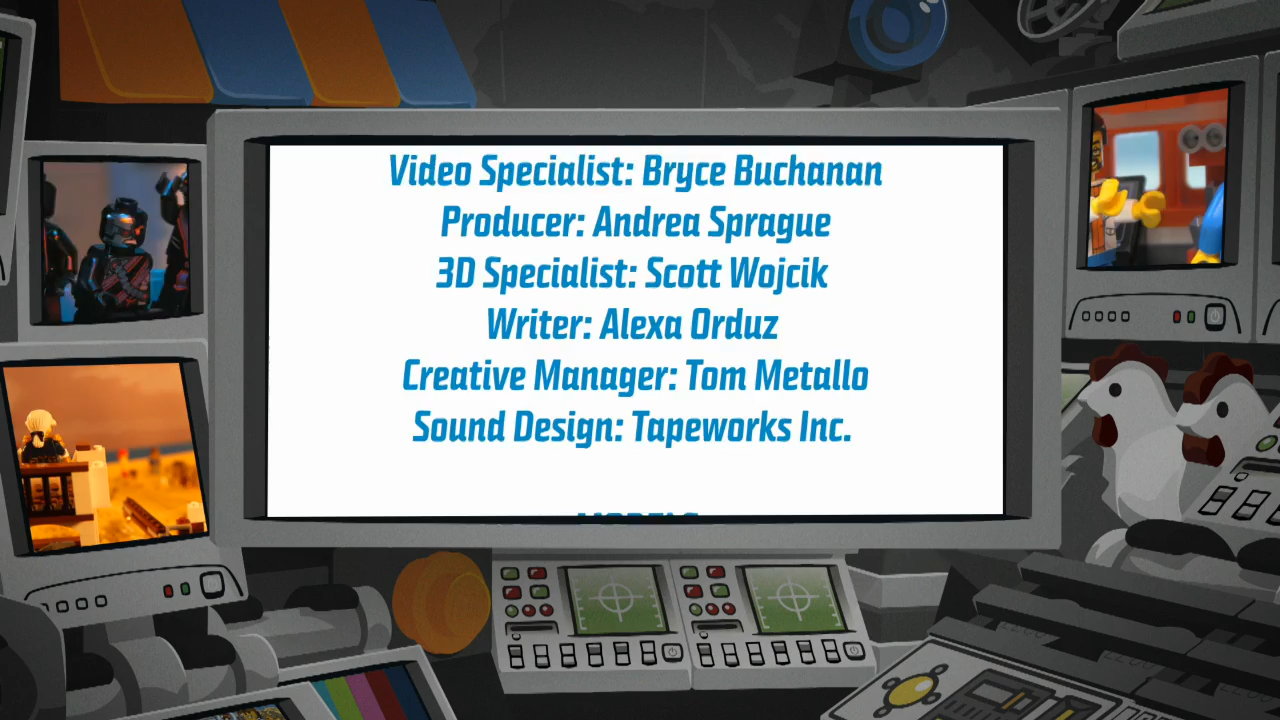 Video Specialist: Bryce Buchanan
Producer: Andrea Sprague
3D Specialist: Scott Wojcik
Writer: Alexa Orduz
Creative Manager: Tom Metallo
Sound Design: Tapeworks Inc.